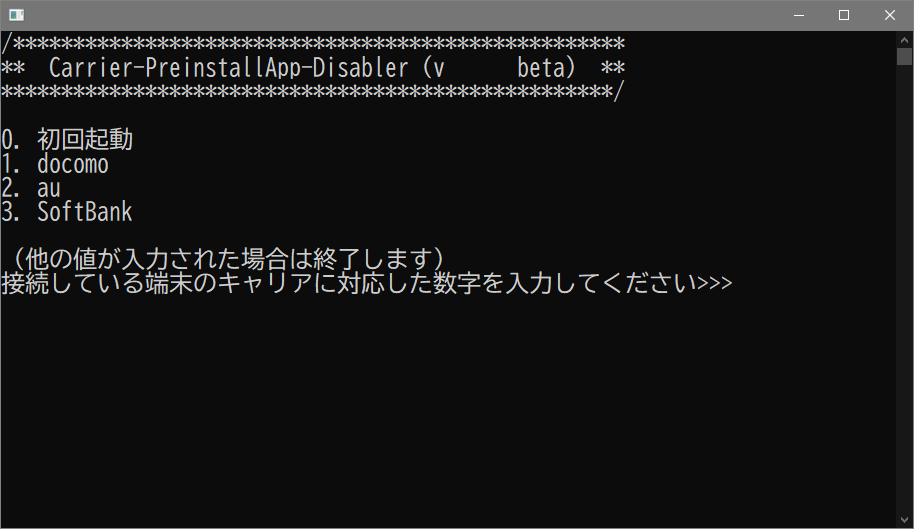 /***************************************************
**  Carrier-PreinstallApp-Disabler (v      beta)  **
***************************************************/
0. 初回起動
1. docomo
2. au
3. SoftBank
（他の値が入力された場合は終了します）
接続している端末のキャリアに対応した数字を入力してください>>>